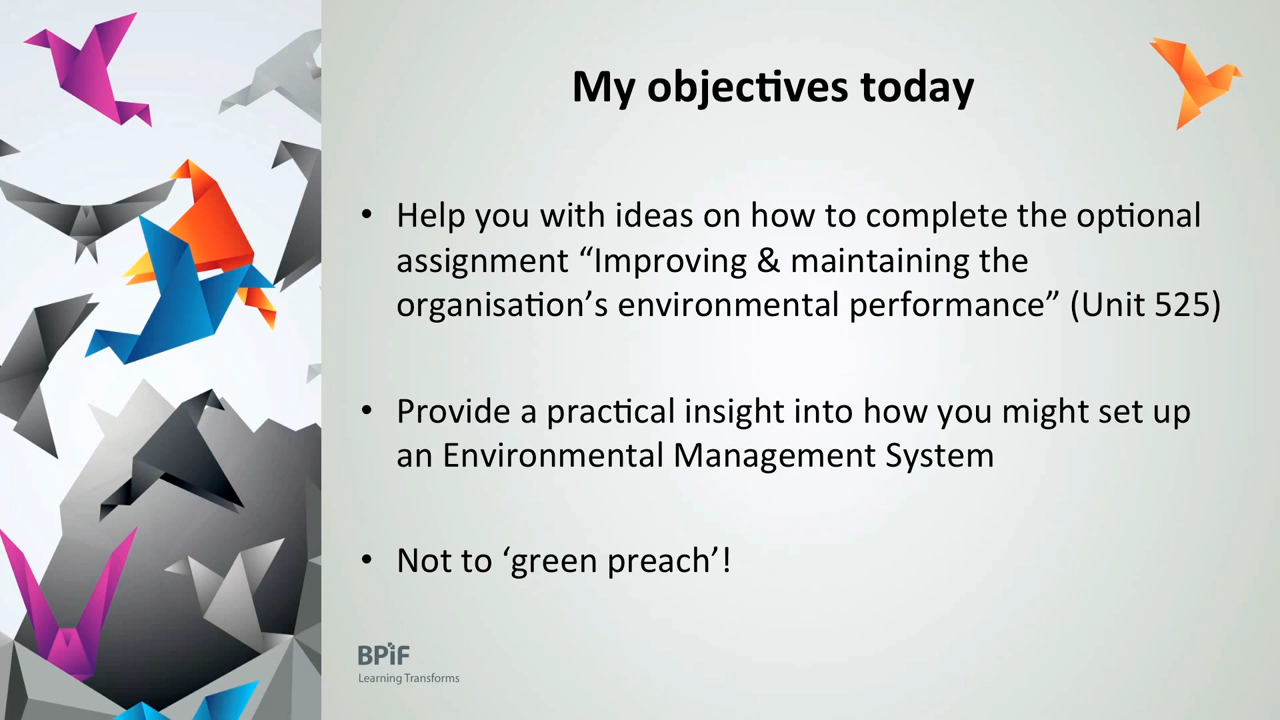 My objectives today
• Help you with ideas on how to complete the optional
assignment “Improving & maintaining the
organisation’s environmental performance” (Unit 525)
• Provide a practical insight into how you might set up
an Environmental Management System
• Not to ‘green preach’!
BPiF
Learning Transforms